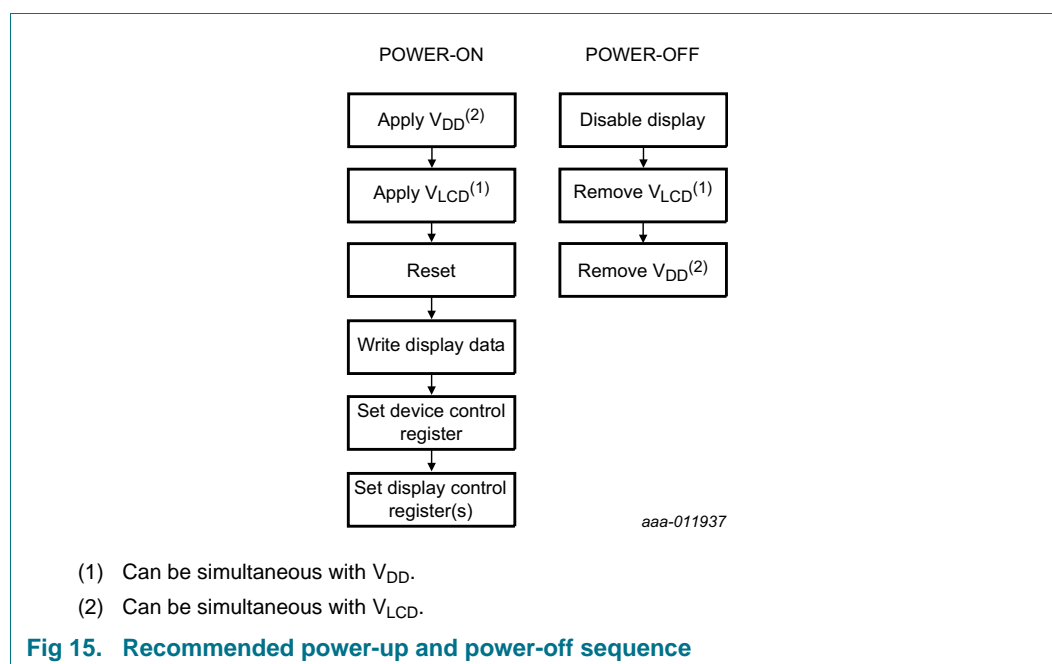 POWER-ON
Apply VDD(2)
Apply VLCD(1)
Reset
Write display data
Set device control
register
Set display control
register(s)
POWER-OFF
Disable display
Remove VLCD(1)
Remove VDD(2)
aaa-011937
(1) Can be simultaneous with VDD.
(2) Can be simultaneous with VLCD.
Fig 15. Recommended power-up and power-off sequence